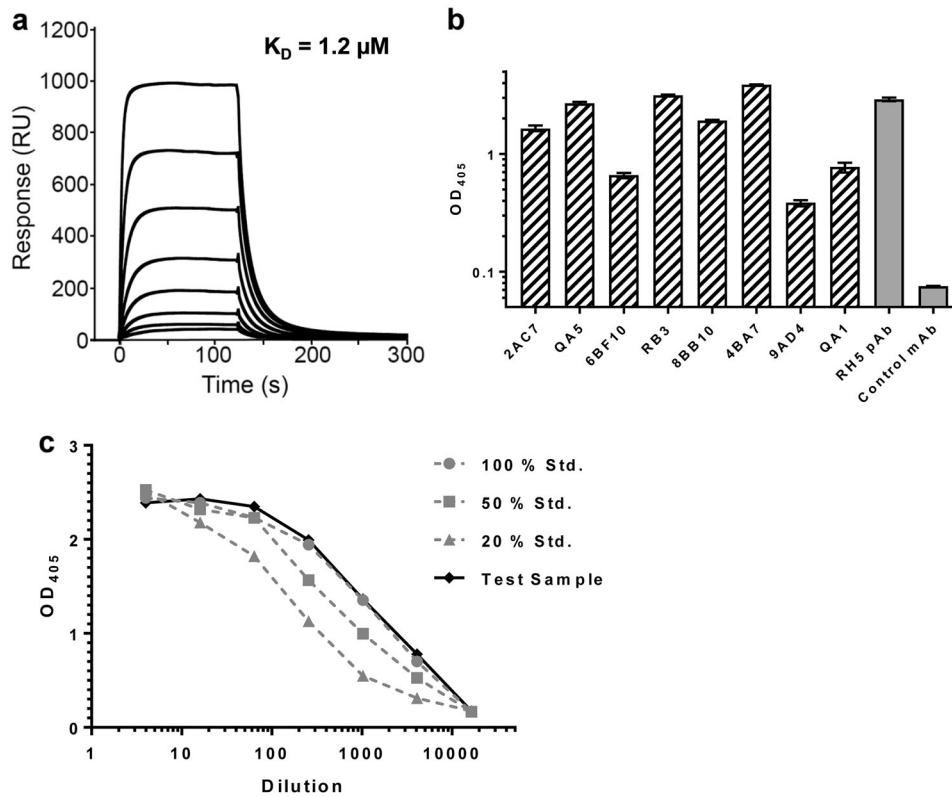 a
K_D = 1.2 µM
Response (RU)
1200
1000
800
600
400
200
0
0 100 200 300
Time (s)
b
OD405
1
0.1
2AC7
QA5
6BF10
RB3
8BB10
4BA7
9AD4
QA1
RH5 pAb
Control mAb
c
OD405
3
2
1
0
1 10 100 1000 10000
Dilution
100 % Std.
50 % Std.
20 % Std.
Test Sample